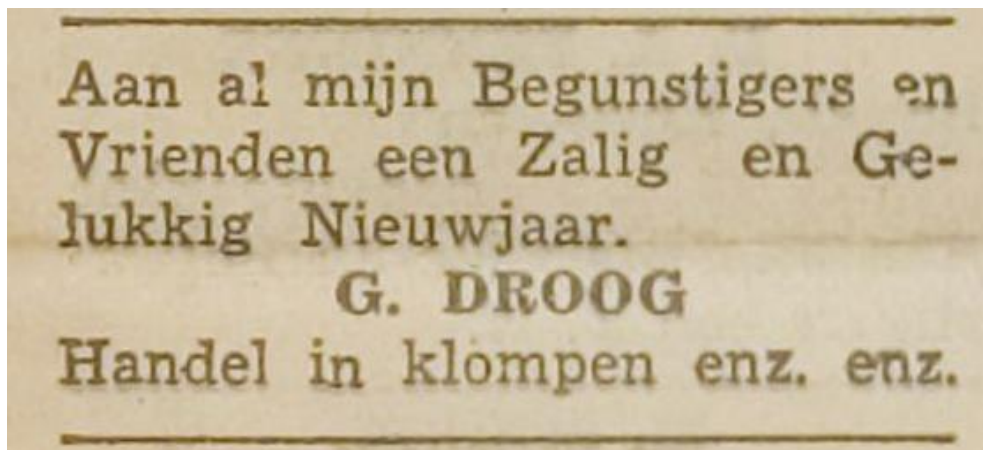 Aan al mijn Begunstigers en
Vrienden een Zalig en Ge-
lukkig Nieuwjaar.
G. DROOG
Handel in klompen enz. enz.